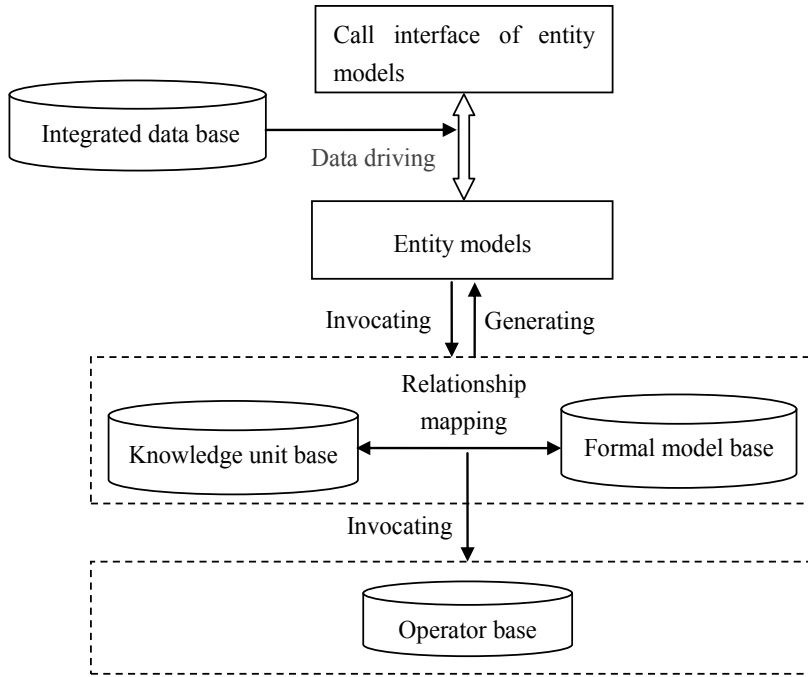 Call interface of entity
models
Integrated data base
Data driving
Entity models
Invocating
Generating
Relationship
mapping
Knowledge unit base
Formal model base
Invocating
Operator base